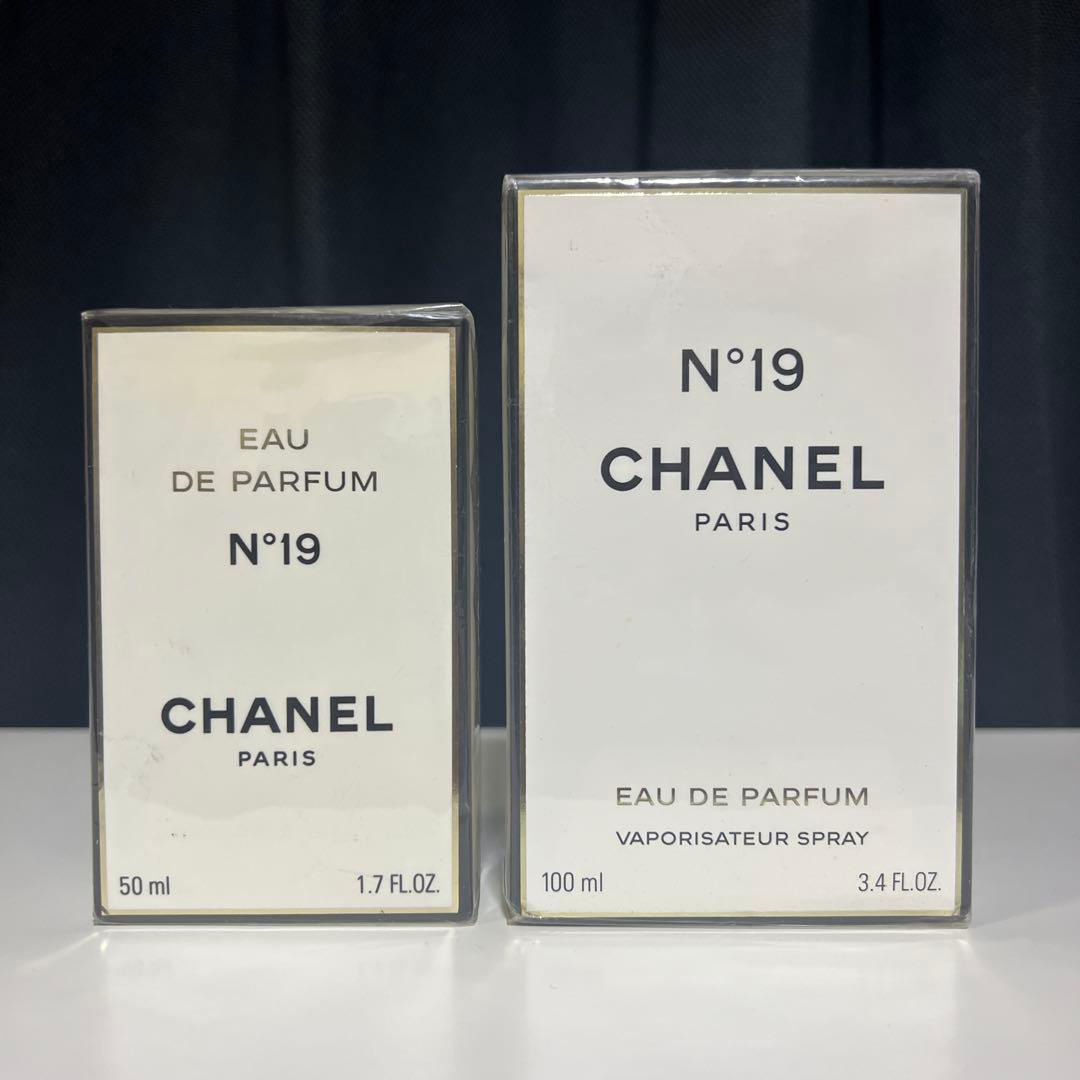 EAU
DE PARFUM
N°19
CHANEL
PARIS
50 ml 1.7 FL.OZ.
N°19
CHANEL
PARIS
EAU DE PARFUM
VAPORISATEUR SPRAY
100 ml 3.4 FL.OZ.